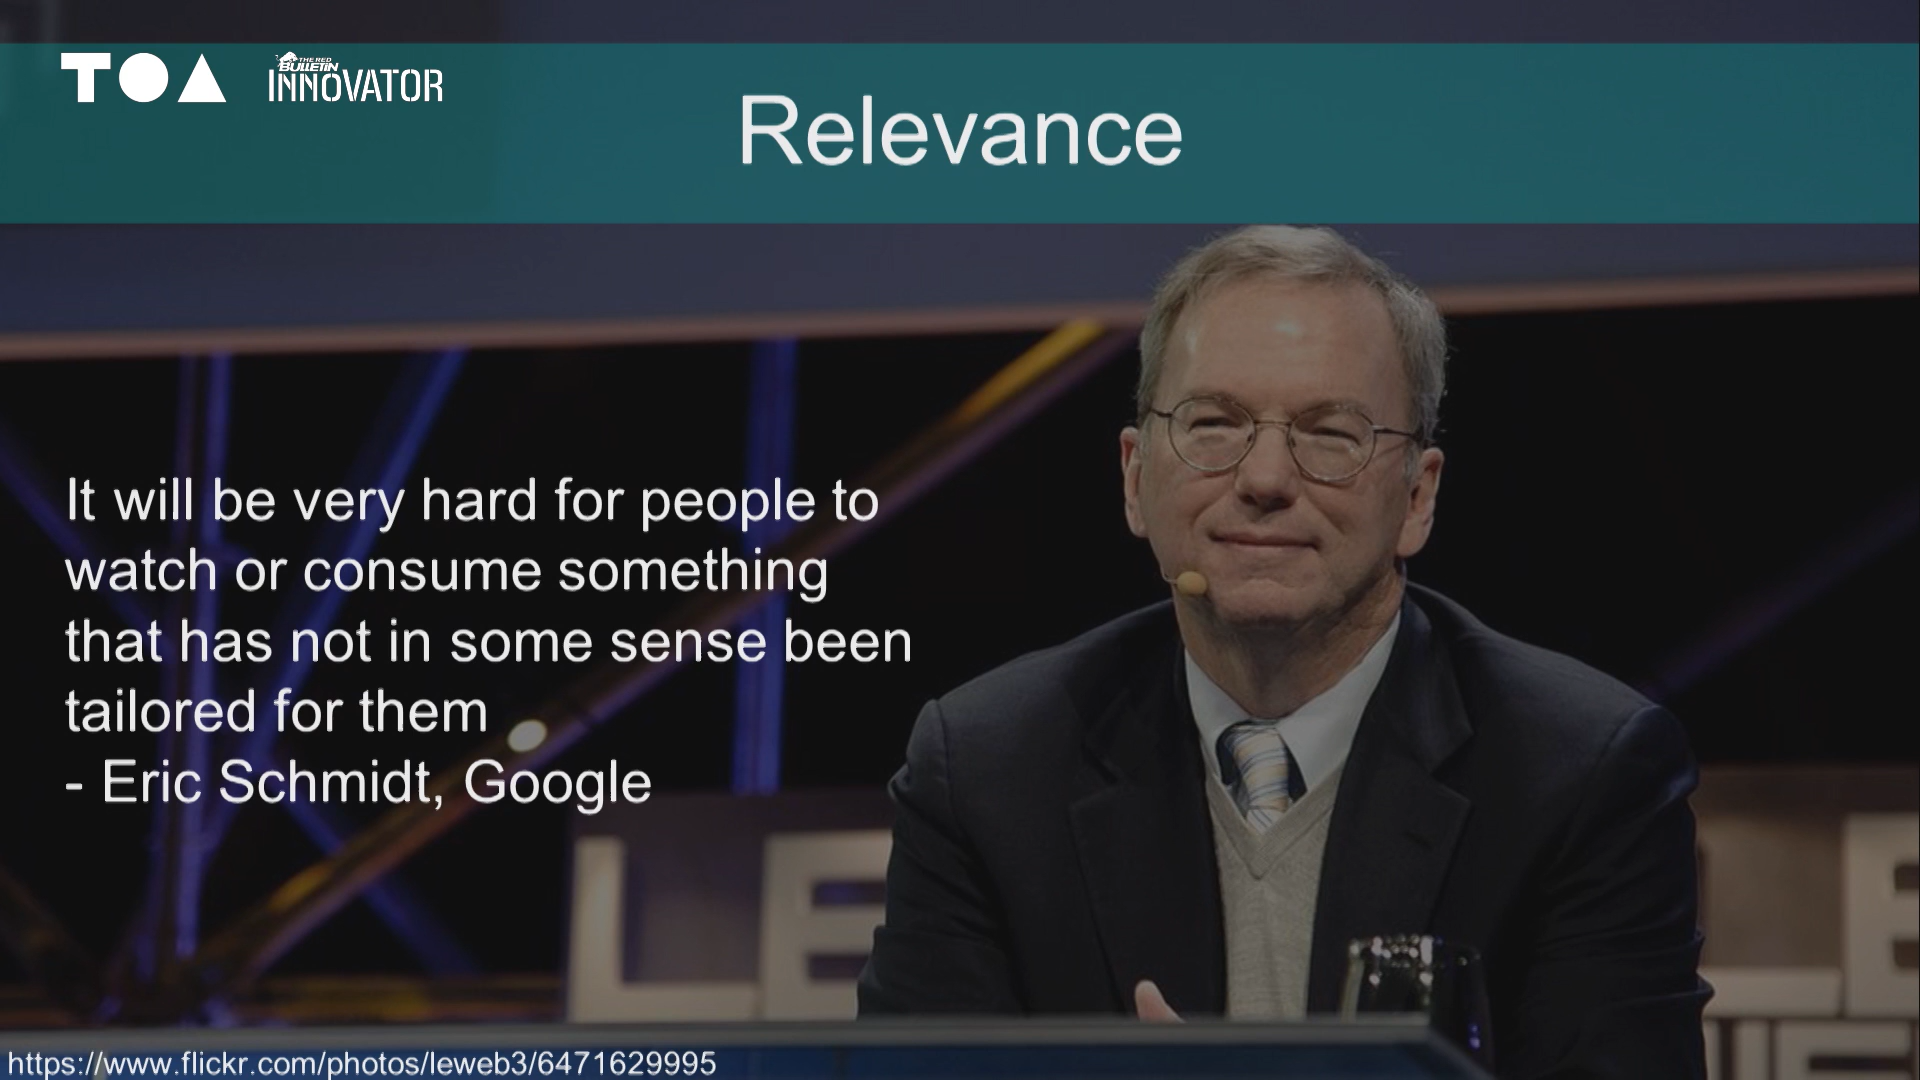 TOA
THE RED
BULLETIN
INNOVATOR
Relevance
It will be very hard for people to
watch or consume something
that has not in some sense been
tailored for them
- Eric Schmidt, Google
LE
https://www.flickr.com/photos/leweb3/6471629995